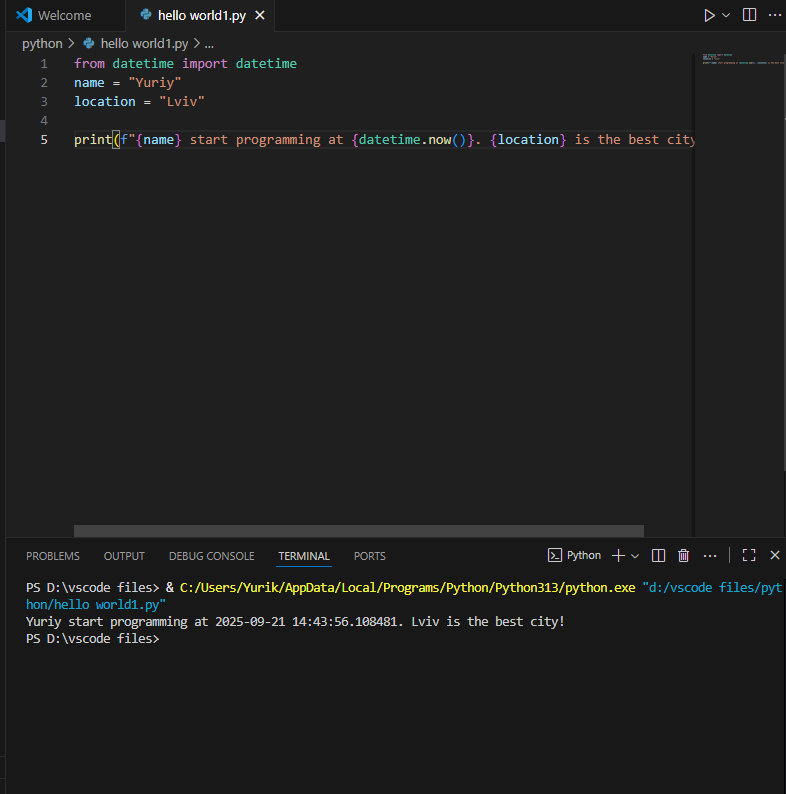 Welcome
hello world1.py
python > hello world1.py > ...
1 from datetime import datetime
2 name = "Yuriy"
3 location = "Lviv"
4
5 print(f"{name} start programming at {datetime.now()}. {location} is the best city
PROBLEMS OUTPUT DEBUG CONSOLE TERMINAL PORTS Python
PS D:\vscode files> & C:/Users/Yurik/AppData/Local/Programs/Python/Python313/python.exe "d:/vscode files/pyt
hon/hello world1.py"
Yuriy start programming at 2025-09-21 14:43:56.108481. Lviv is the best city!
PS D:\vscode files>